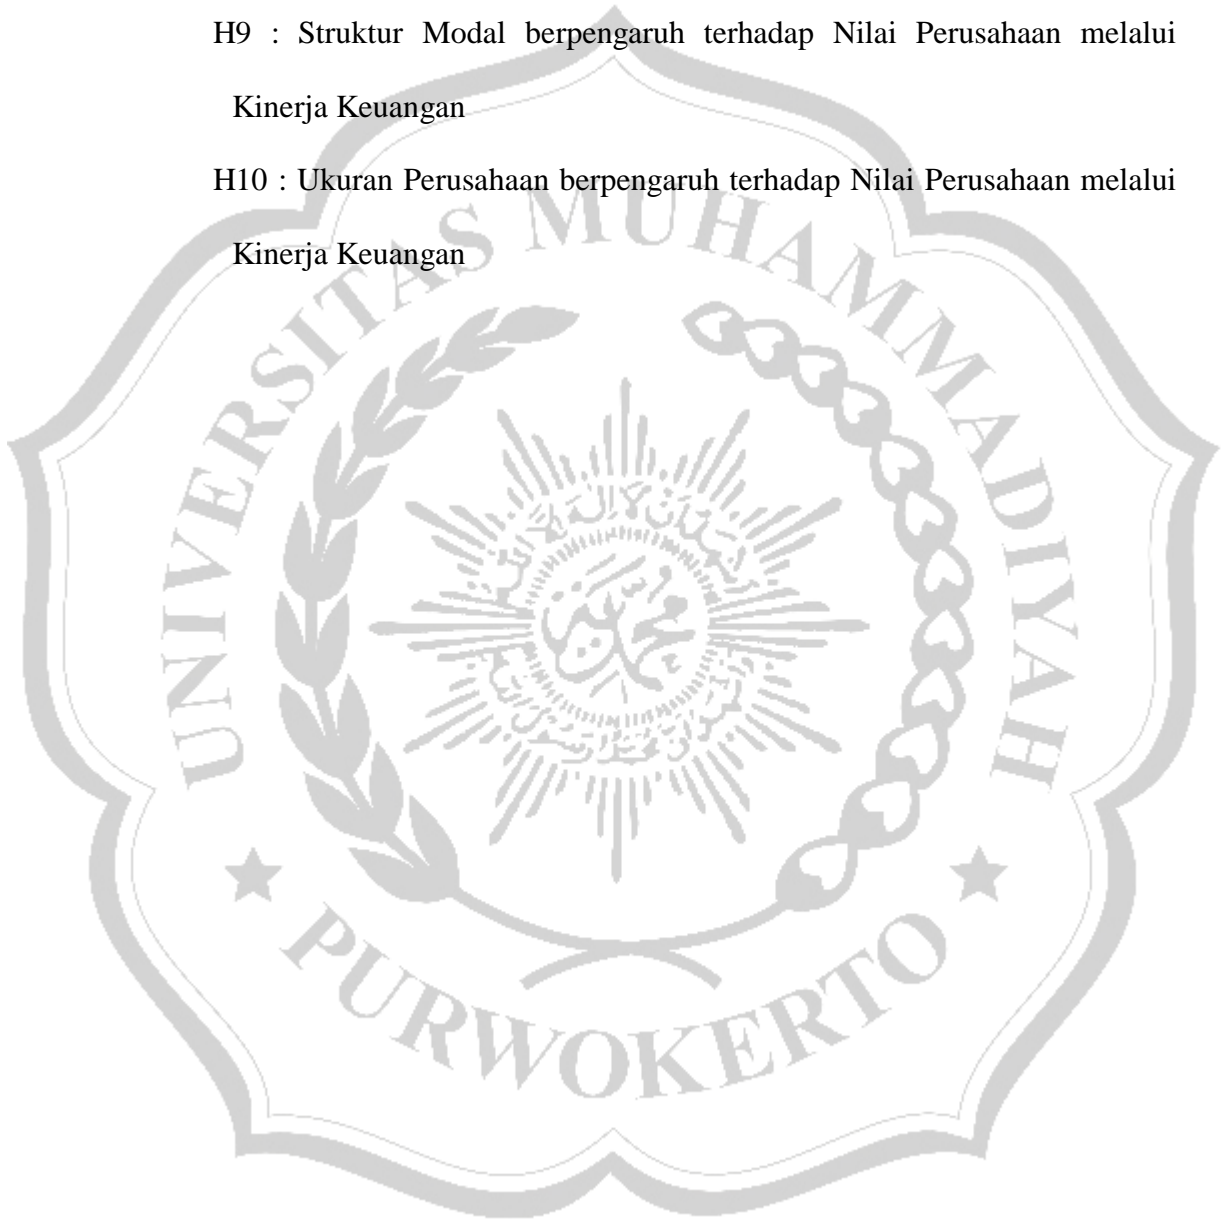 H9 : Struktur Modal berpengaruh terhadap Nilai Perusahaan melalui
Kinerja Keuangan
H10 : Ukuran Perusahaan berpengaruh terhadap Nilai Perusahaan melalui
Kinerja Keuangan
UNIVERSITAS MUHAMMADIYAH
PURWOKERTO